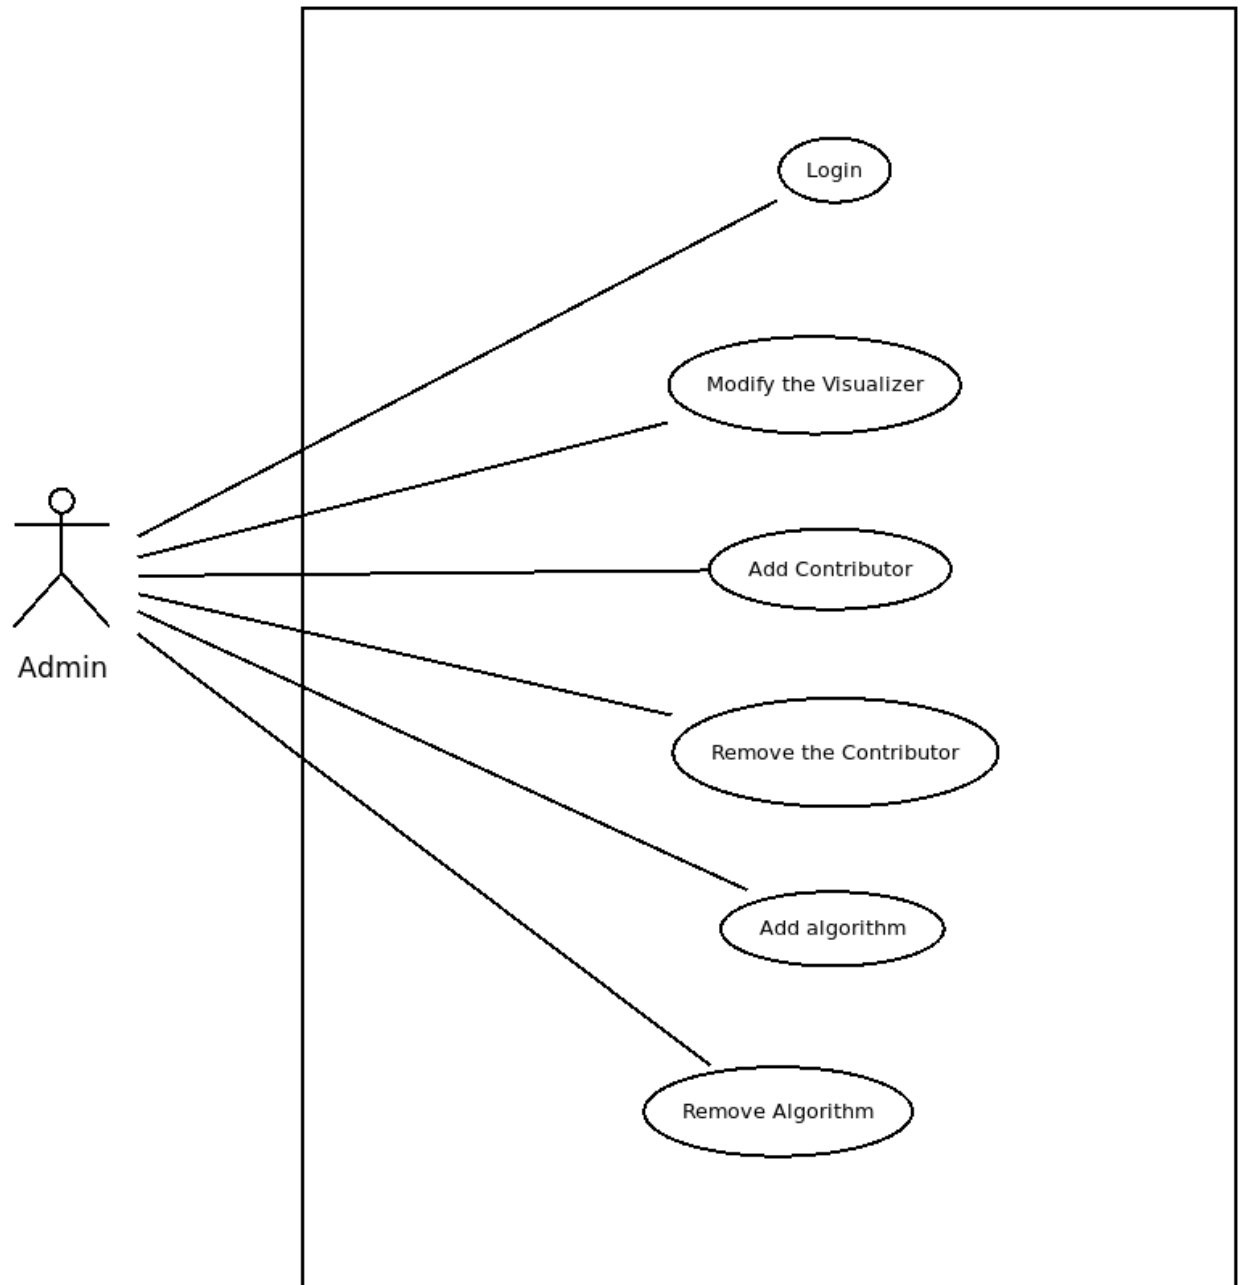 Login
Modify the Visualizer
Add Contributor
Admin
Remove the Contributor
Add algorithm
Remove Algorithm